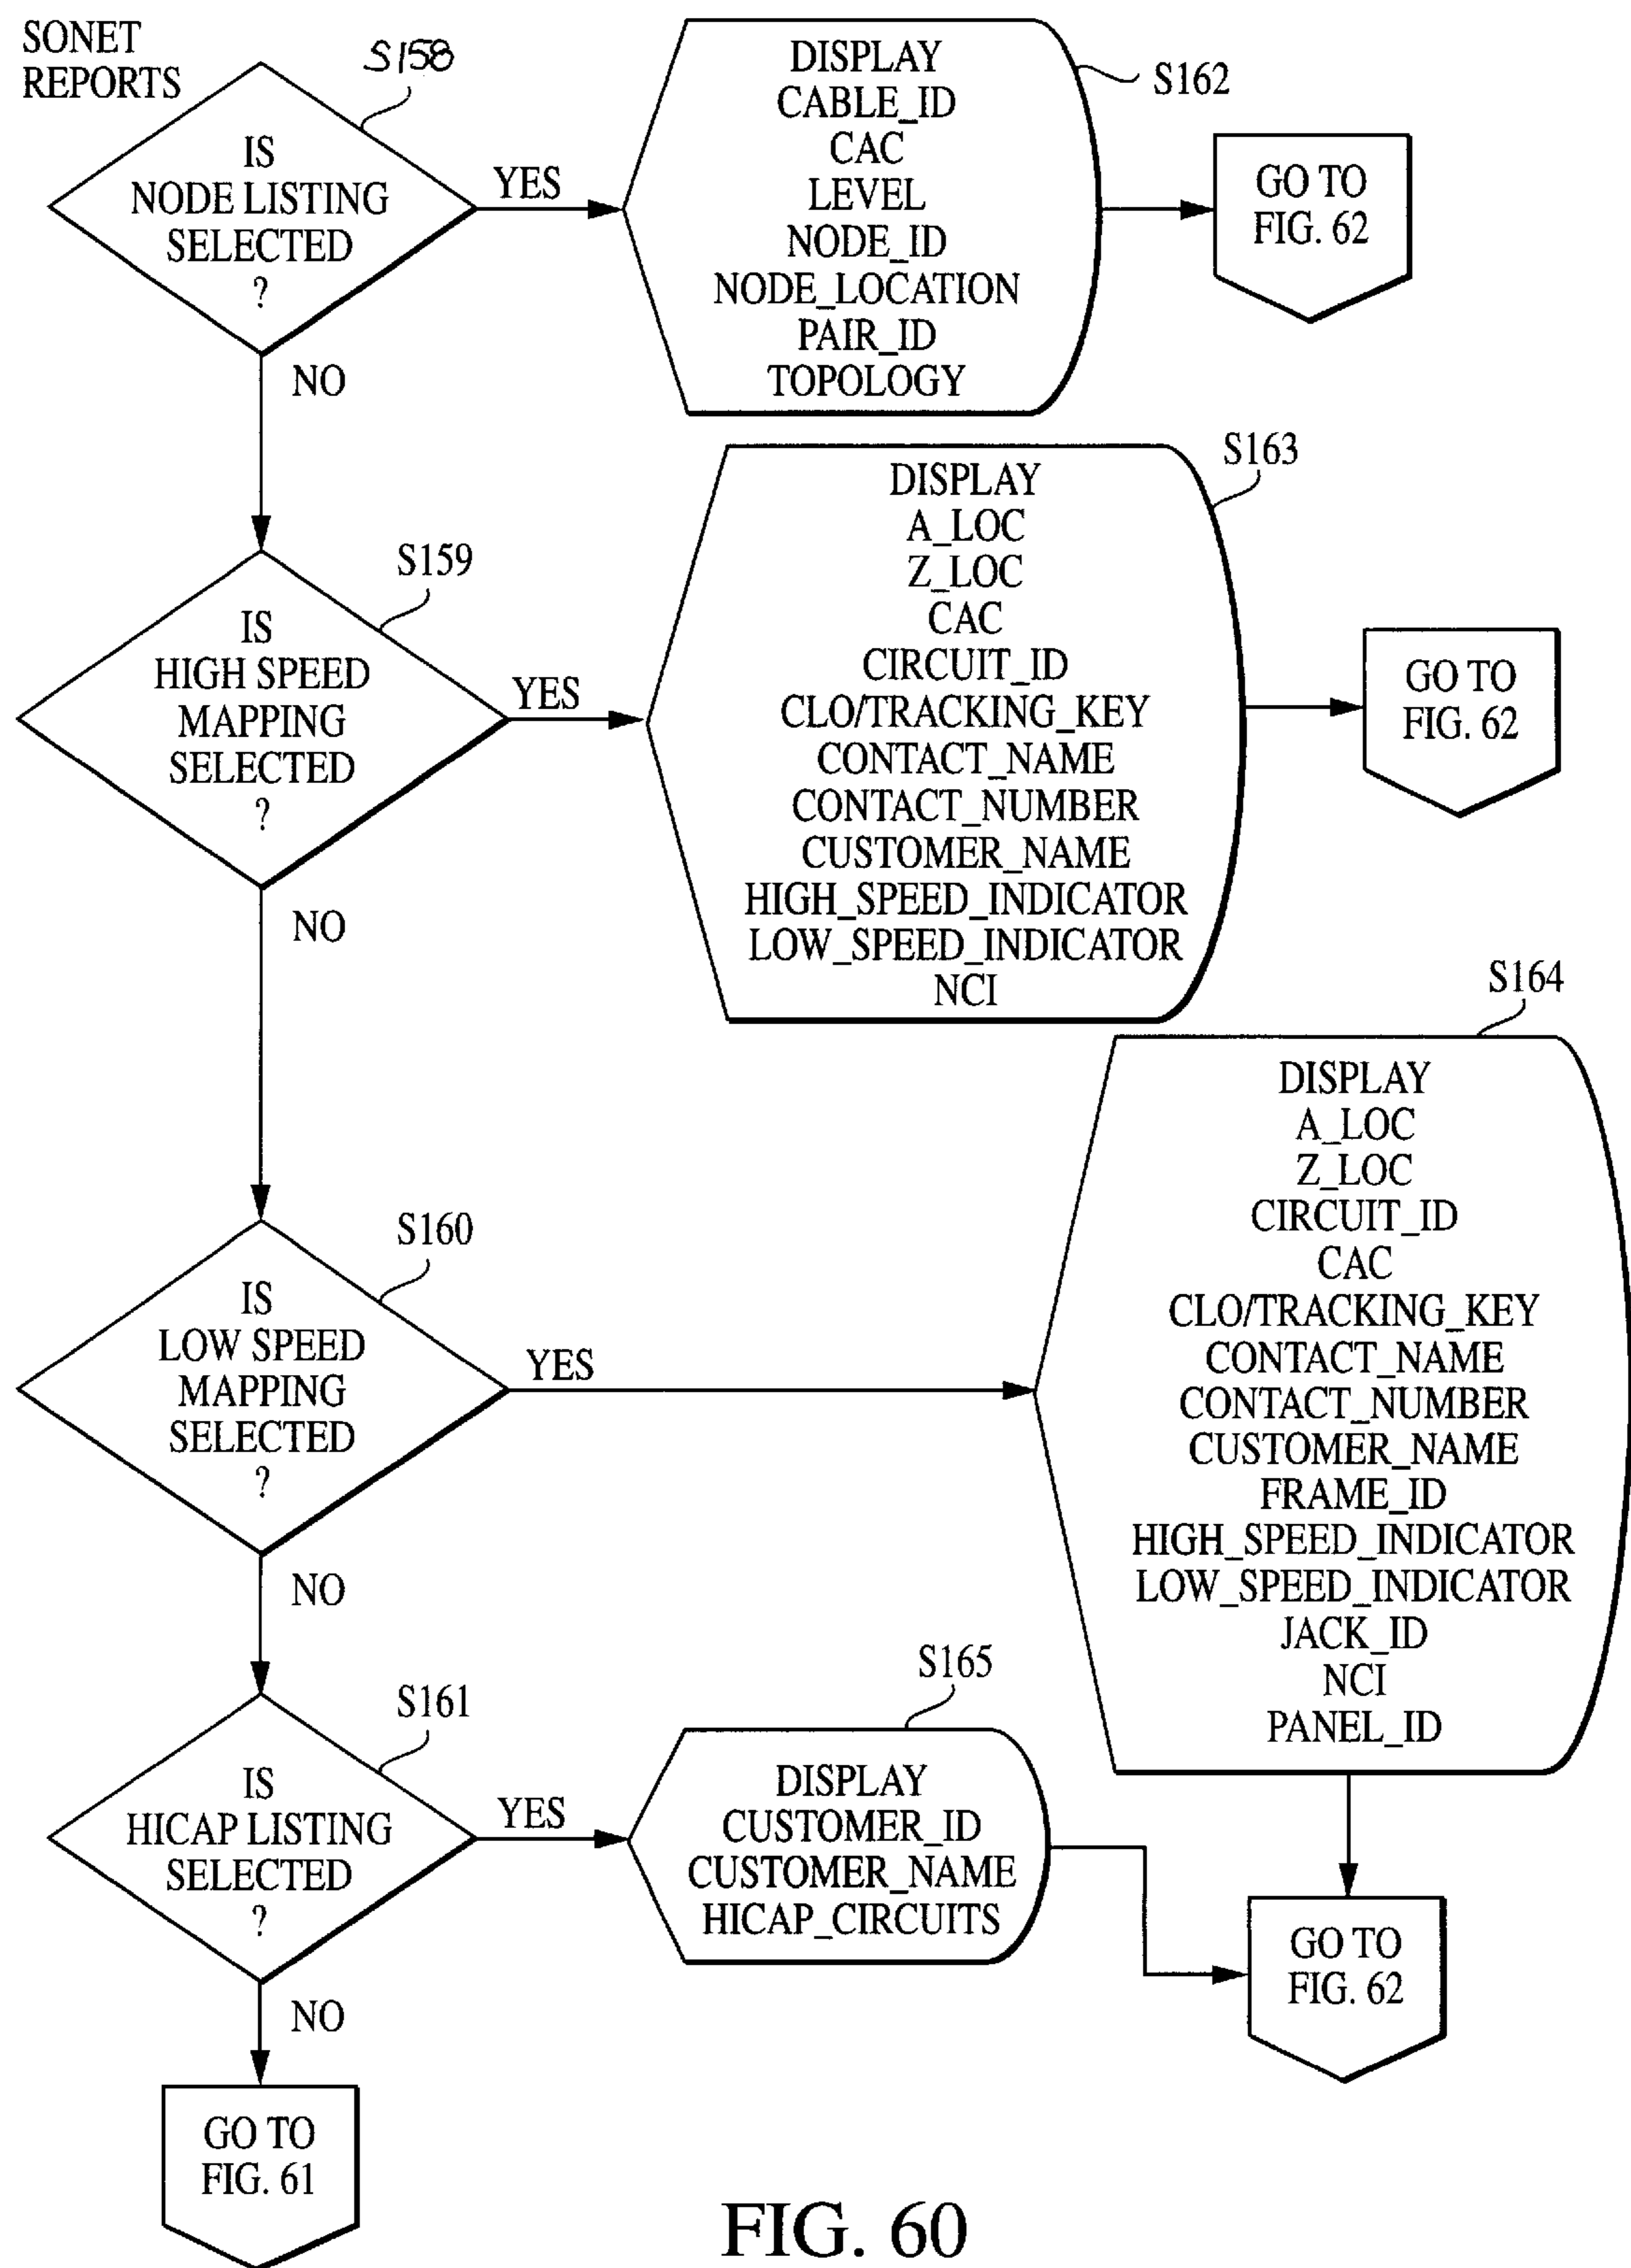 SONET
REPORTS
S158
IS
NODE LISTING
SELECTED
?
YES
NO
DISPLAY
CABLE_ID
CAC
LEVEL
NODE_ID
NODE_LOCATION
PAIR_ID
TOPOLOGY
S162
GO TO
FIG. 62
S159
IS
HIGH SPEED
MAPPING
SELECTED
?
YES
NO
S163
DISPLAY
A_LOC
Z_LOC
CAC
CIRCUIT_ID
CLO/TRACKING_KEY
CONTACT_NAME
CONTACT_NUMBER
CUSTOMER_NAME
HIGH_SPEED_INDICATOR
LOW_SPEED_INDICATOR
NCI
GO TO
FIG. 62
S160
IS
LOW SPEED
MAPPING
SELECTED
?
YES
NO
S164
DISPLAY
A_LOC
Z_LOC
CIRCUIT_ID
CAC
CLO/TRACKING_KEY
CONTACT_NAME
CONTACT_NUMBER
CUSTOMER_NAME
FRAME_ID
HIGH_SPEED_INDICATOR
LOW_SPEED_INDICATOR
JACK_ID
NCI
PANEL_ID
S161
IS
HICAP LISTING
SELECTED
?
YES
NO
S165
DISPLAY
CUSTOMER_ID
CUSTOMER_NAME
HICAP_CIRCUITS
GO TO
FIG. 62
GO TO
FIG. 61
FIG. 60